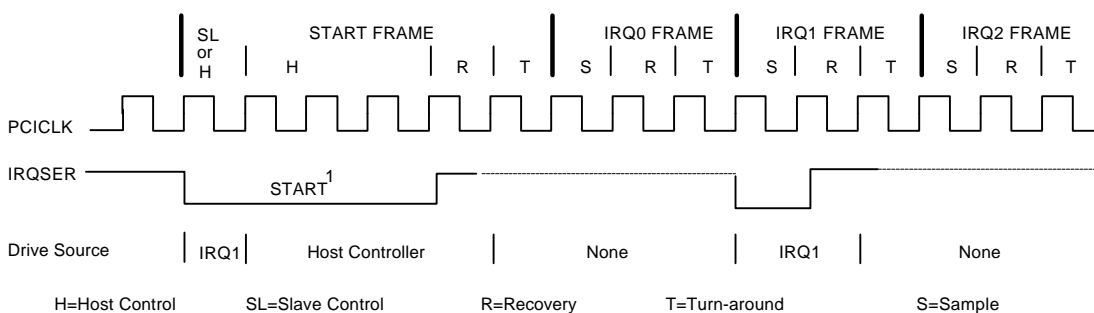 SL or H
START FRAME
IRQ0 FRAME
IRQ1 FRAME
IRQ2 FRAME
H R T S R T S R T S R T
PCICLK
IRQSER
START1
Drive Source IRQ1 Host Controller None IRQ1 None
H=Host Control SL=Slave Control R=Recovery T=Turn-around S=Sample